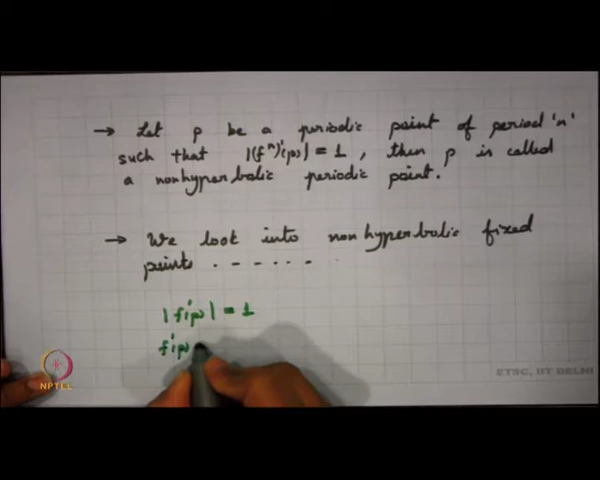 → Let p be a periodic point of period 'n'
such that |(fⁿ)'(p)| = 1, then p is called
a nonhyperbolic periodic point.
→ We look into nonhyperbolic fixed
points . - - . . .
|f'(p)| = 1
f'(p)
NPTEL
ETSC, IIT DELHI